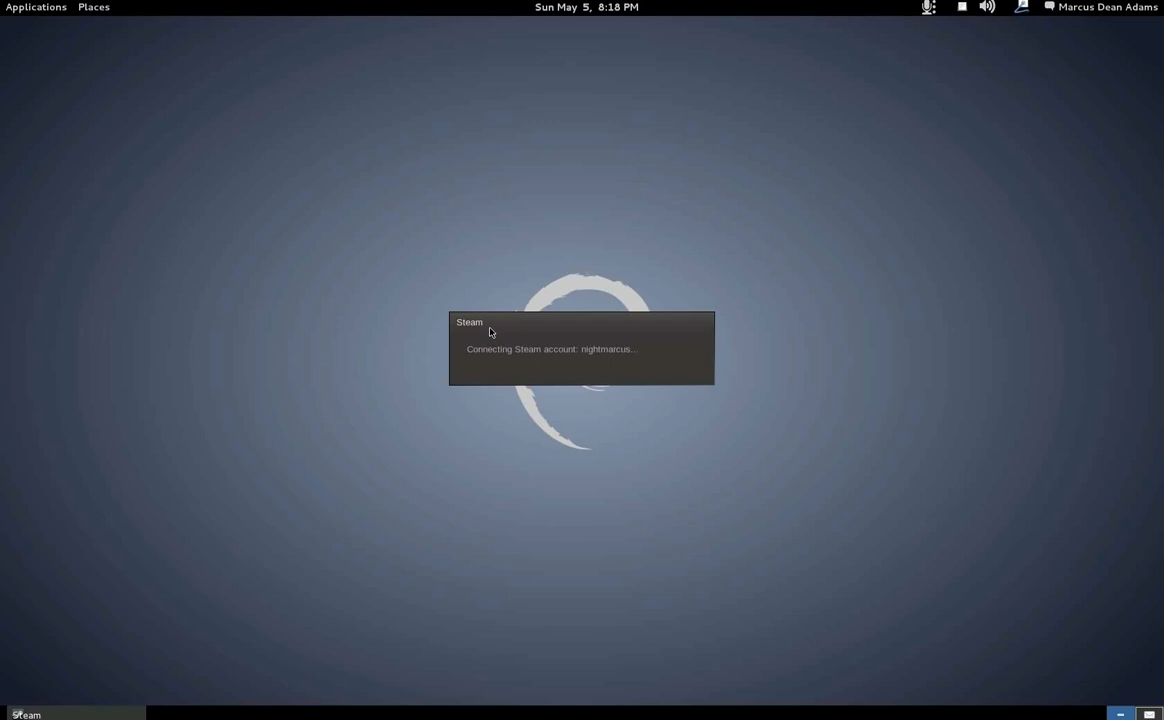 Applications Places Sun May 5, 8:18 PM Marcus Dean Adams
Steam
Connecting Steam account: nightmarcus...
Steam